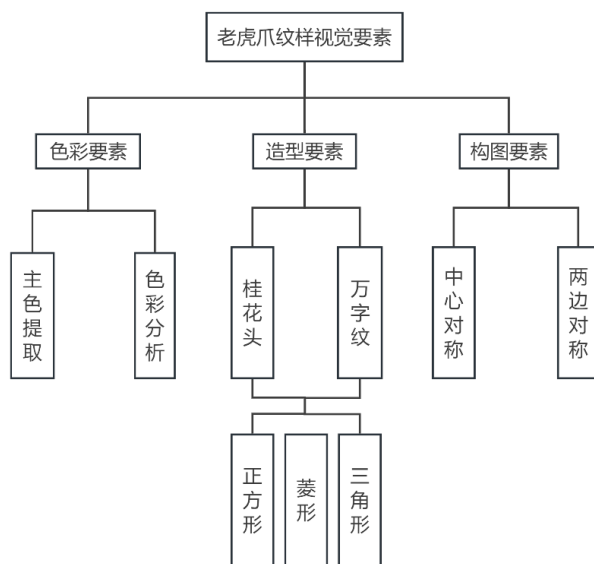 老虎爪纹样视觉要素
色彩要素
造型要素
构图要素
主色提取
色彩分析
桂花头
万字纹
中心对称
两边对称
正方形
菱形
三角形